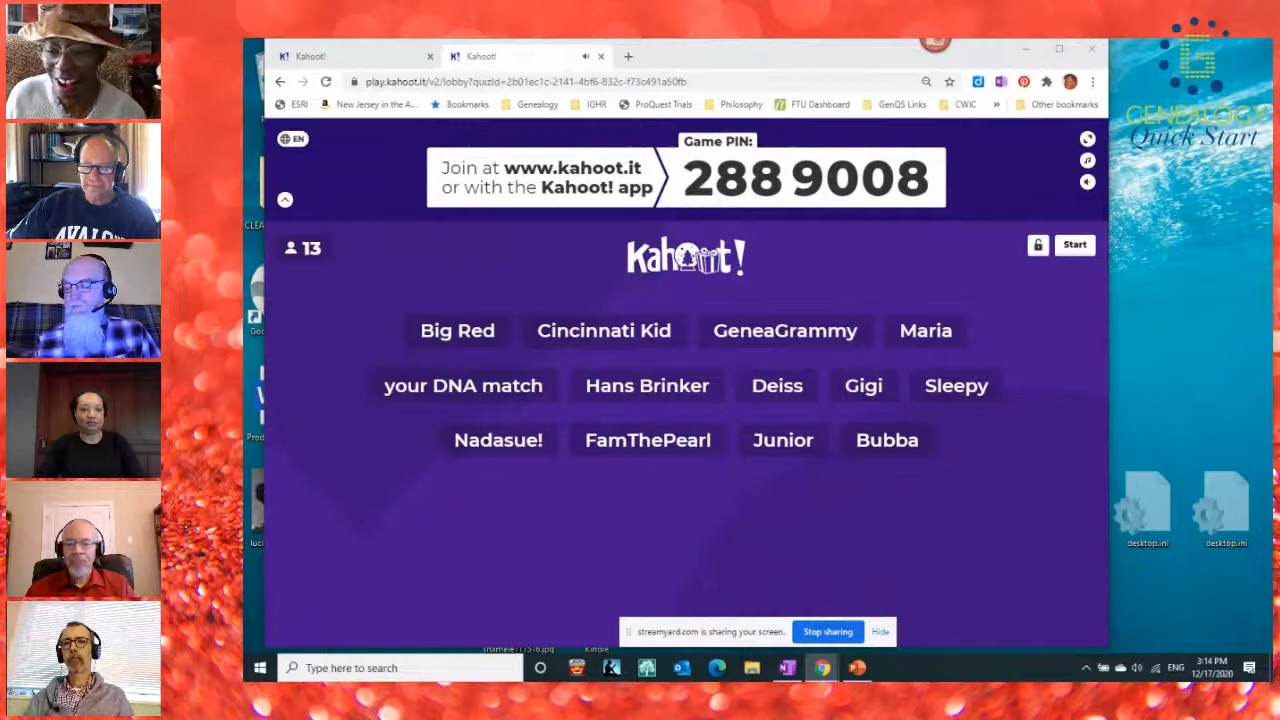 Kahoot!
Kahoot!
play.kahoot.it/v2/lobby?quizId=2b01ec1c-2141-4bf6-832c-f73c491a50fb
ESRI
New Jersey in the A...
Bookmarks
Genealogy
IGHR
ProQuest Trials
Philosophy
FTU Dashboard
GenQS Links
CWIC
»
Other bookmarks
GENEALOGY
Quick Start
EN
Game PIN:
Join at www.kahoot.it
or with the Kahoot! app
288 9008
13
Kahoot!
Start
Big Red
Cincinnati Kid
GeneaGrammy
Maria
your DNA match
Hans Brinker
Deiss
Gigi
Sleepy
Nadasue!
FamThePearl
Junior
Bubba
desktop.ini
desktop.ini
streamyard.com is sharing your screen.
Stop sharing
Hide
Kindle
Type here to search
ENG
3:14 PM
12/17/2020